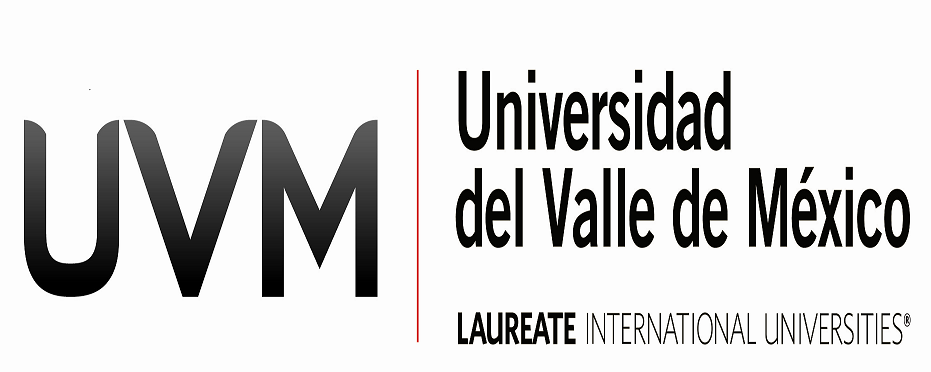 UVM
Universidad
del Valle de México
LAUREATE INTERNATIONAL UNIVERSITIES®